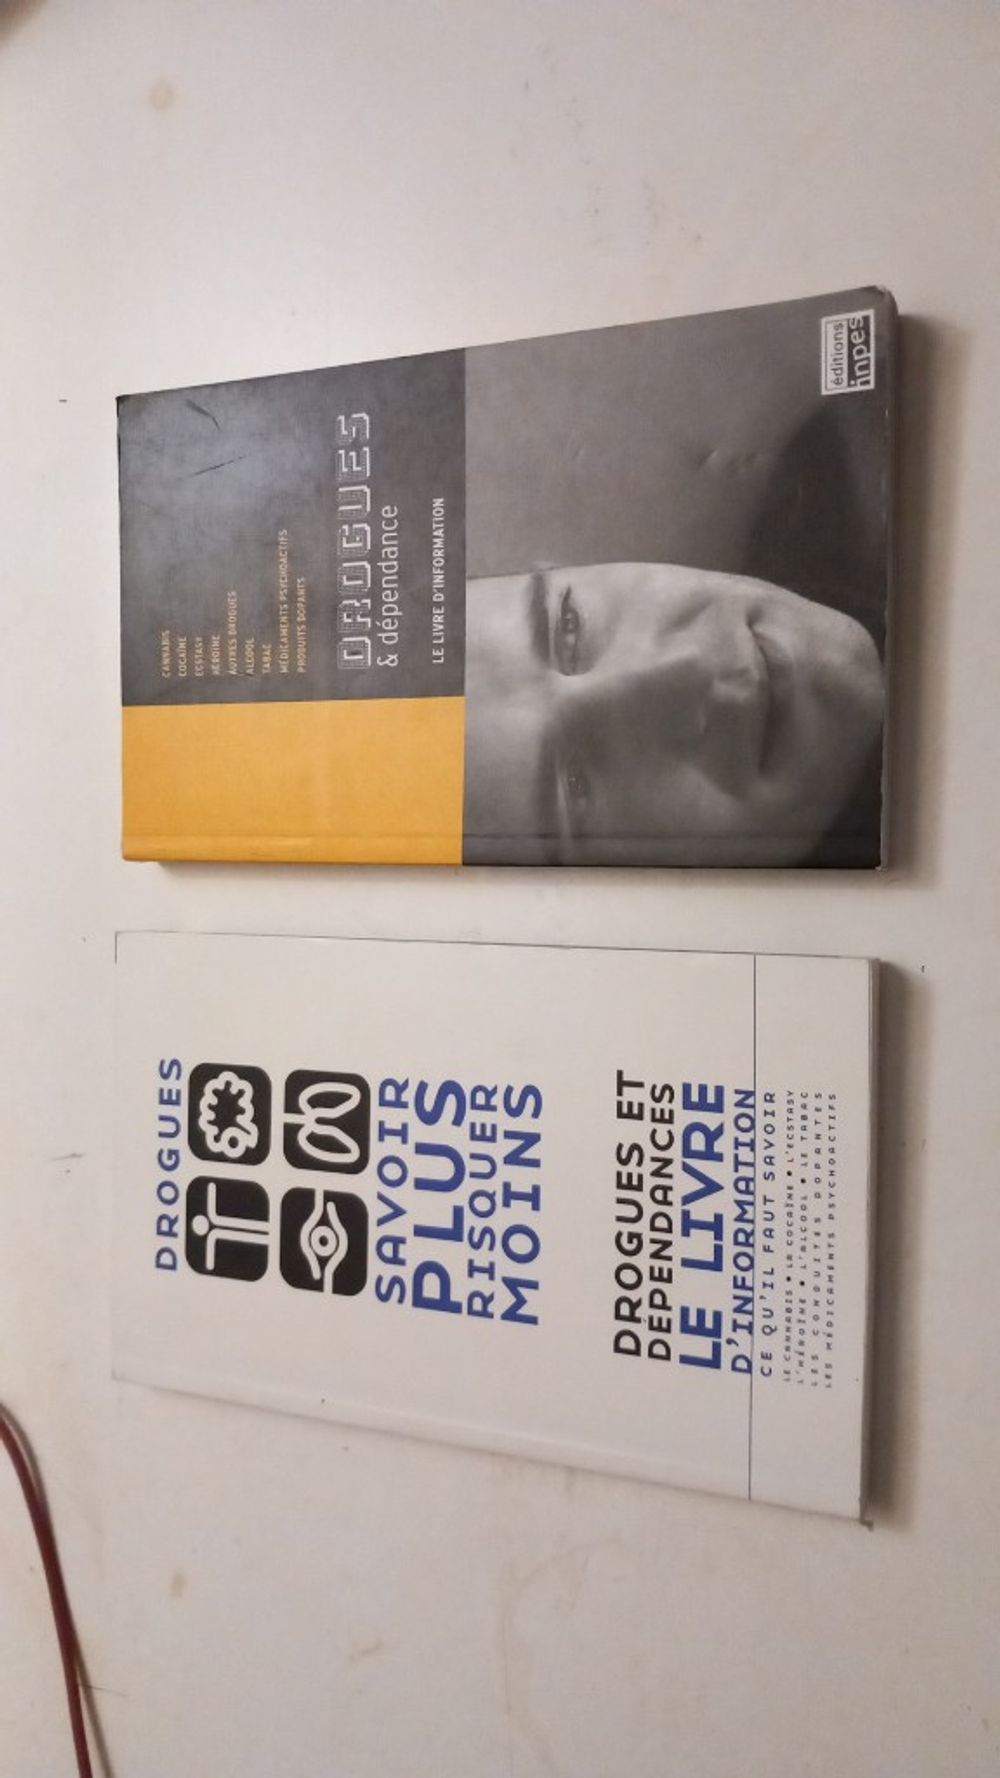 DROGUES
SAVOIR
PLUS
RISQUER
MOINS
DROGUES ET
DÉPENDANCES
LE LIVRE
D'INFORMATION
CE QU'IL FAUT SAVOIR
LE CANNABIS • LA COCAÏNE • L'ECSTASY
L'HÉROÏNE • L'ALCOOL • LE TABAC
LES CONDUITES DOPANTES
LES MÉDICAMENTS PSYCHOACTIFS
CANNABIS
COCAÏNE
ECSTASY
HÉROÏNE
AUTRES DROGUES
ALCOOL
TABAC
MÉDICAMENTS PSYCHOACTIFS
PRODUITS DOPANTS
DROGUES
& dépendance
LE LIVRE D'INFORMATION
éditions
inpes